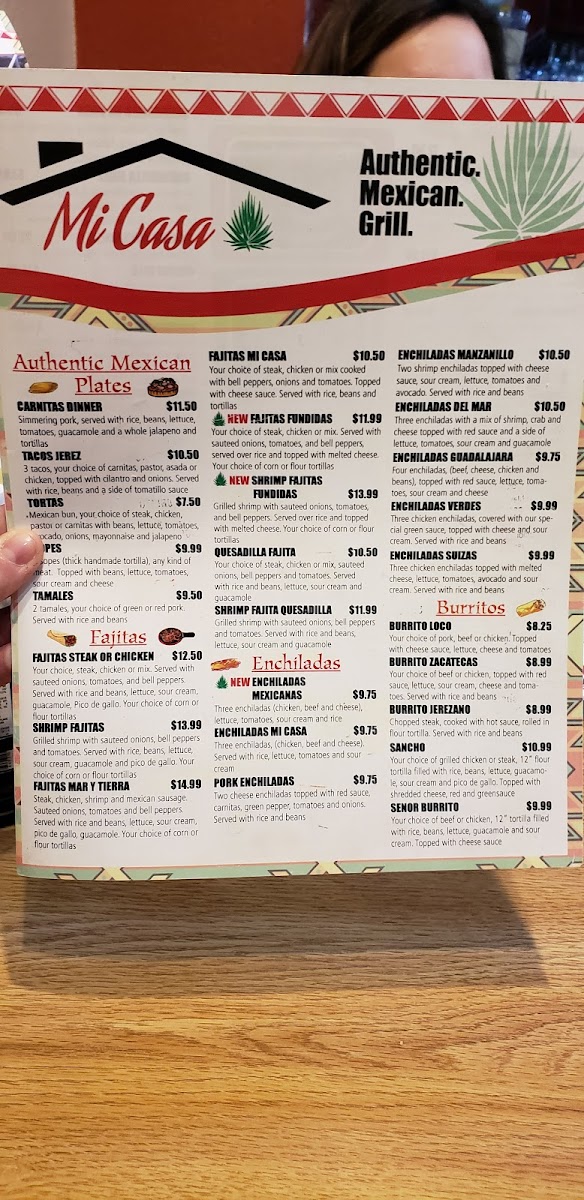 Mi Casa
Authentic.
Mexican.
Grill.
Authentic Mexican
Plates
CARNITAS DINNER $11.50
Simmering pork, served with rice, beans, lettuce,
tomatoes, guacamole and a whole jalapeno and
tortillas
TACOS JEREZ $10.50
3 tacos, your choice of carnitas, pastor, asada or
chicken, topped with cilantro and onions. Served
with rice, beans and a side of tomatillo sauce
TORTAS $7.50
Mexican bun, your choice of steak, chicken,
pastor or carnitas with beans, lettuce, tomatoes,
onions, mayonnaise and jalapeno
$9.99
(thick handmade tortilla), any kind of
Topped with beans, lettuce, tomatoes,
sour cream and cheese
TAMALES $9.50
2 tamales, your choice of green or red pork.
Served with rice and beans
Fajitas
FAJITAS STEAK OR CHICKEN $12.50
Your choice, steak, chicken or mix. Served with
sauteed onions, tomatoes, and bell peppers.
Served with rice and beans, lettuce, sour cream,
guacamole, Pico de gallo. Your choice of corn or
flour tortillas
SHRIMP FAJITAS $13.99
Grilled shrimp with sauteed onions, bell peppers
and tomatoes. Served with rice, beans, lettuce,
sour cream, guacamole and pico de gallo. Your
choice of corn or flour tortillas
FAJITAS MAR Y TIERRA $14.99
Steak, chicken, shrimp and mexican sausage.
Sauteed onions, tomatoes and bell peppers.
Served with rice and beans, lettuce, sour cream,
pico de gallo, guacamole. Your choice of corn or
flour tortillas
FAJITAS MI CASA $10.50
Your choice of steak, chicken or mix cooked
with bell peppers, onions and tomatoes. Topped
with cheese sauce. Served with rice, beans and
tortillas
NEW FAJITAS FUNDIDAS $11.99
Your choice of steak, chicken or mix. Served with
sauteed onions, tomatoes, and bell peppers,
served over rice and topped with melted cheese.
Your choice of corn or flour tortillas
NEW SHRIMP FAJITAS
FUNDIDAS $13.99
Grilled shrimp with sauteed onions, tomatoes,
and bell peppers. Served over rice and topped
with melted cheese. Your choice of corn or flour
tortillas
QUESADILLA FAJITA $10.50
Your choice of steak, chicken or mix, sauteed
onions, bell peppers and tomatoes. Served
with rice and beans, lettuce, sour cream and
guacamole
SHRIMP FAJITA QUESADILLA $11.99
Grilled shrimp with sauteed onions, bell peppers
and tomatoes. Served with rice and beans,
lettuce, sour cream and guacamole
Enchiladas
NEW ENCHILADAS
MEXICANAS $9.75
Three enchiladas (chicken, beef and cheese),
lettuce, tomatoes, sour cream and rice
ENCHILADAS MI CASA $9.75
Three enchiladas, (chicken, beef and cheese).
Served with rice, lettuce, tomatoes and sour
cream
PORK ENCHILADAS $9.75
Two cheese enchiladas topped with red sauce,
carnitas, green pepper, tomatoes and onions.
Served with rice and beans
ENCHILADAS MANZANILLO $10.50
Two shrimp enchiladas topped with cheese
sauce, sour cream, lettuce, tomatoes and
avocado. Served with rice and beans
ENCHILADAS DEL MAR $10.50
Three enchiladas with a mix of shrimp, crab and
cheese topped with red sauce and a side of
lettuce, tomatoes, sour cream and guacamole
ENCHILADAS GUADALAJARA $9.75
Four enchiladas, (beef, cheese, chicken and
beans), topped with red sauce, lettuce, toma-
toes, sour cream and cheese
ENCHILADAS VERDES $9.99
Three chicken enchiladas, covered with our spe-
cial green sauce, topped with cheese and sour
cream. Served with rice and beans
ENCHILADAS SUIZAS $9.99
Three chicken enchiladas topped with melted
cheese, lettuce, tomatoes, avocado and sour
cream. Served with rice and beans
Burritos
BURRITO LOCO $8.25
Your choice of pork, beef or chicken. Topped
with cheese sauce, lettuce, cheese and tomatoes
BURRITO ZACATECAS $8.99
Your choice of beef or chicken, topped with red
sauce, lettuce, sour cream, cheese and toma-
toes. Served with rice and beans
BURRITO JEREZANO $8.99
Chopped steak, cooked with hot sauce, rolled in
flour tortilla. Served with rice and beans
SANCHO $10.99
Your choice of grilled chicken or steak, 12" flour
tortilla filled with rice, beans, lettuce, guacamo-
le, sour cream and pico de gallo. Topped with
shredded cheese, red and greensauce
SENOR BURRITO $9.99
Your choice of beef or chicken, 12" tortilla filled
with rice, beans, lettuce, guacamole and sour
cream. Topped with cheese sauce